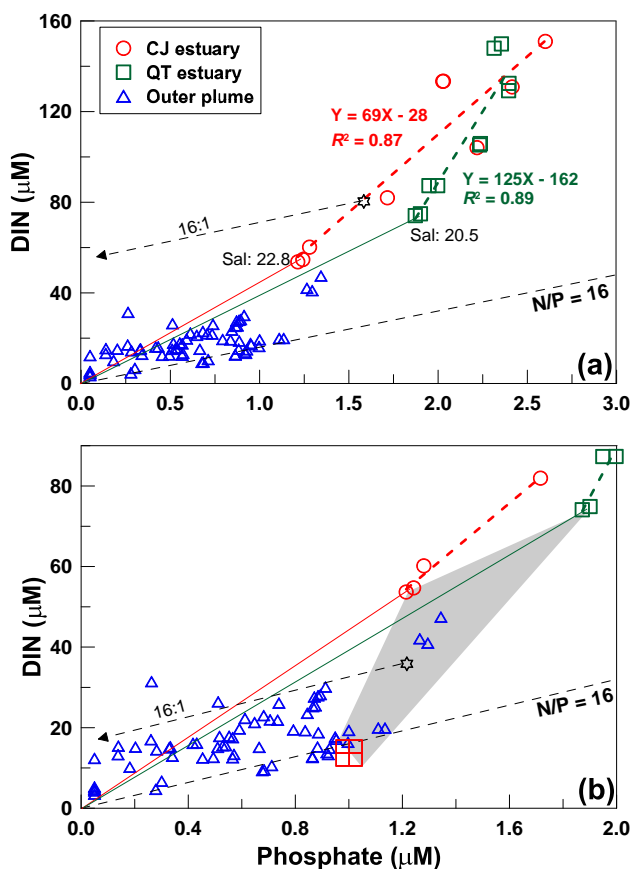 160
120
80
40
0
DIN (μM)
CJ estuary
QT estuary
Outer plume
Y = 69X - 28
R² = 0.87
Y = 125X - 162
R² = 0.89
16:1
Sal: 22.8
Sal: 20.5
N/P = 16
(a)
0.0 0.5 1.0 1.5 2.0 2.5 3.0
80
60
40
20
0
DIN (μM)
16:1
N/P = 16
(b)
0.0 0.4 0.8 1.2 1.6 2.0
Phosphate (μM)